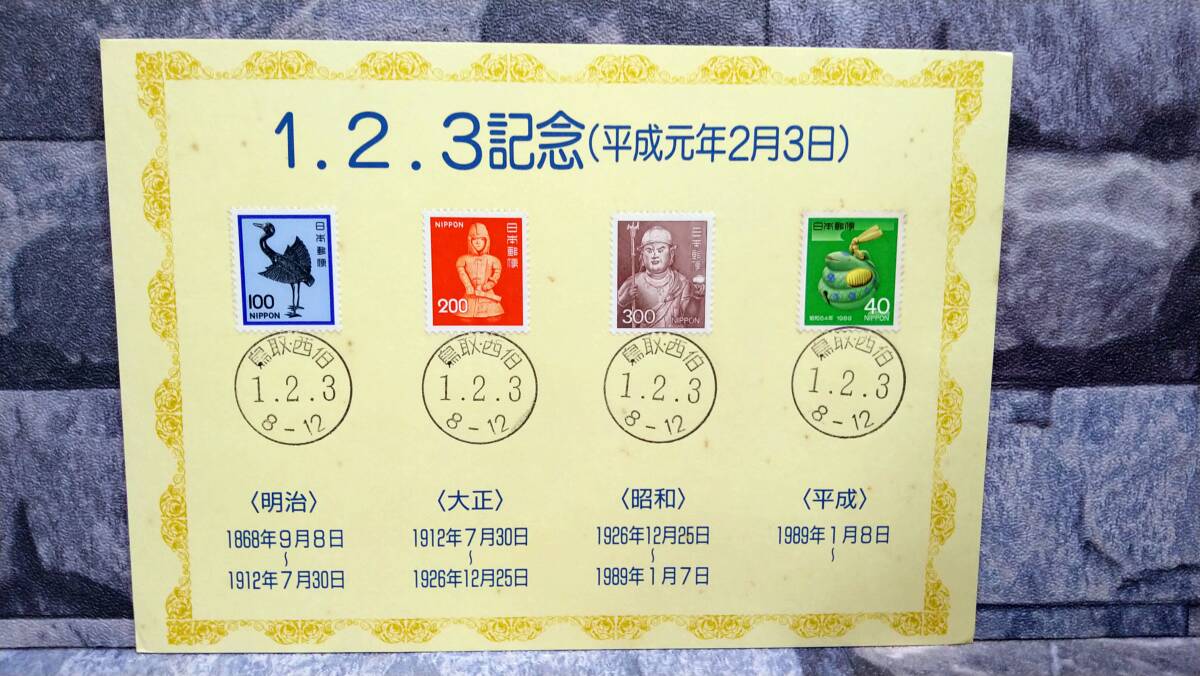 1.2.3記念(平成元年2月3日)
日本郵便
100
NIPPON
NIPPON
日本郵便
200
日本郵便
300
NIPPON
日本郵便
40
昭和64年 1989
NIPPON
鳥取・西伯
1.2.3
8-12
鳥取・西伯
1.2.3
8-12
鳥取・西伯
1.2.3
8-12
鳥取・西伯
1.2.3
8-12
〈明治〉
1868年9月8日
〜
1912年7月30日
〈大正〉
1912年7月30日
〜
1926年12月25日
〈昭和〉
1926年12月25日
〜
1989年1月7日
〈平成〉
1989年1月8日
〜